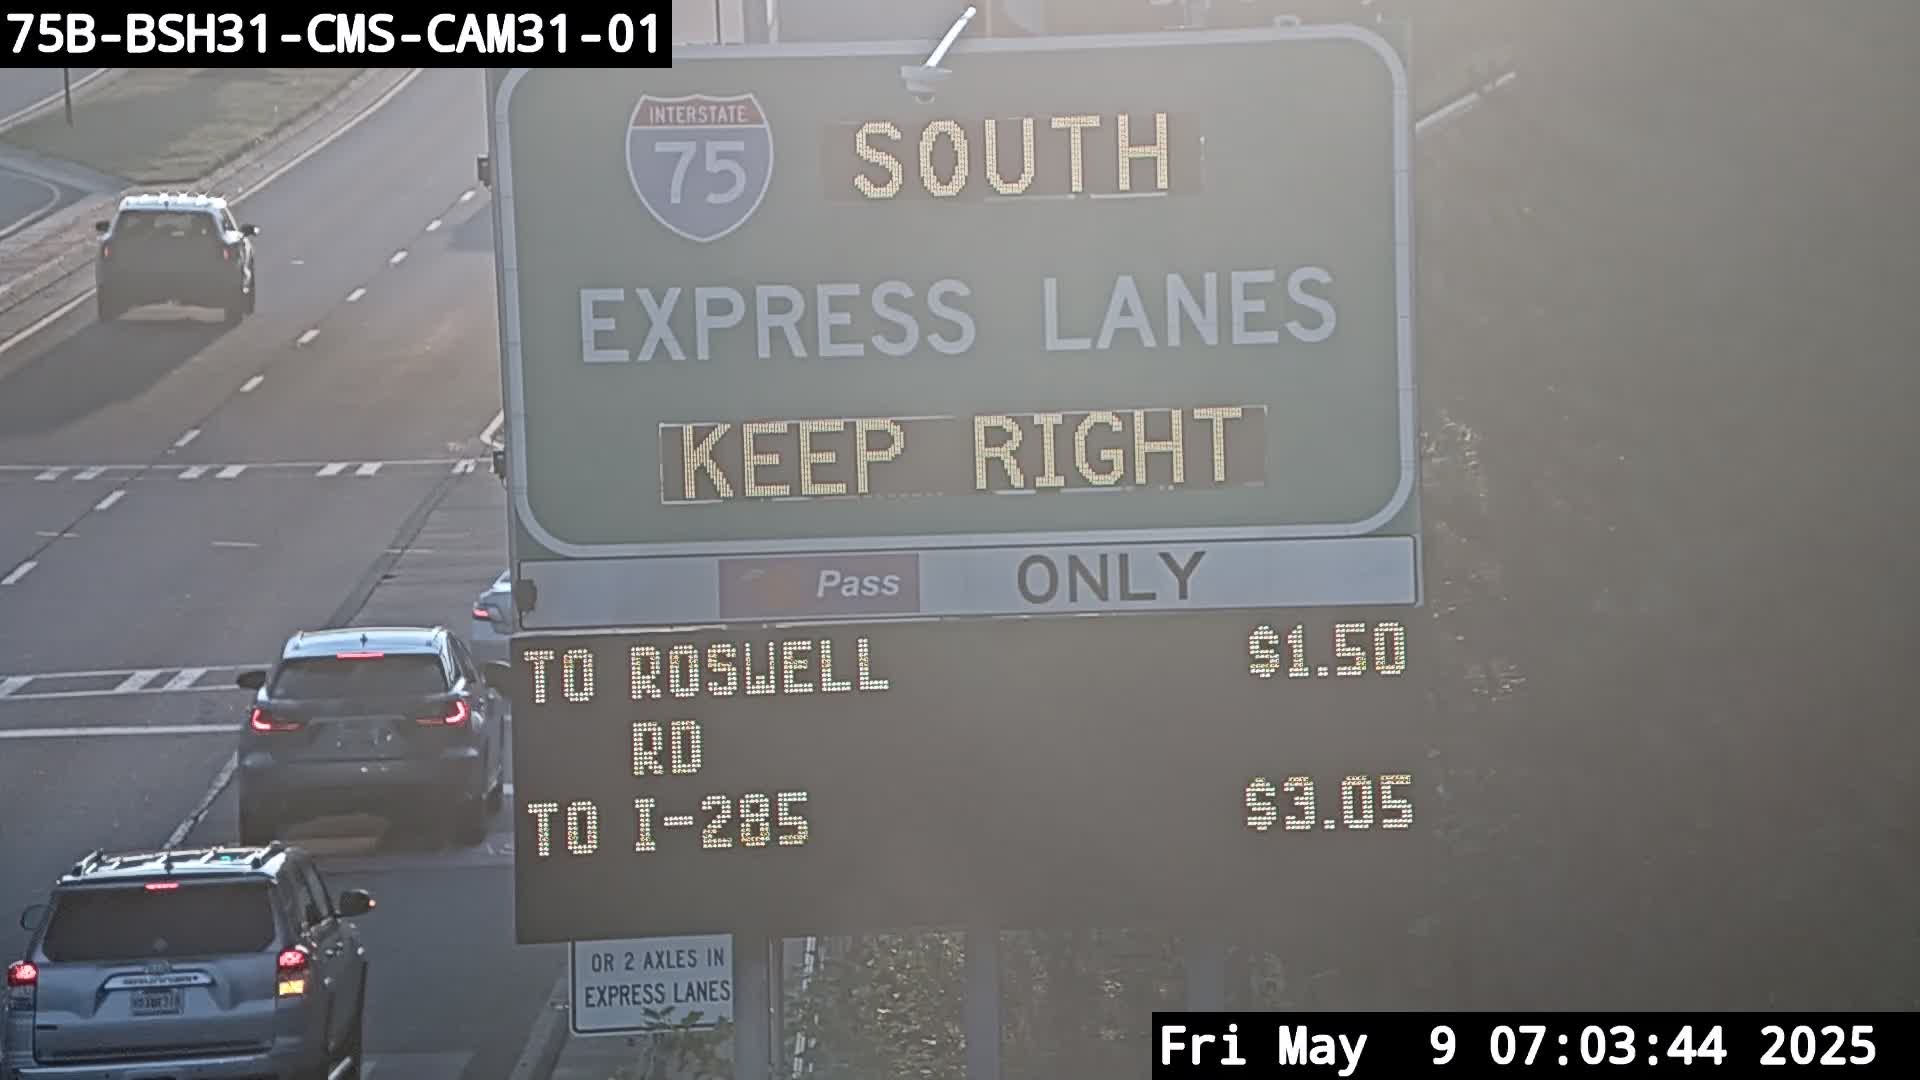 75B-BSH31-CMS-CAM31-01
INTERSTATE
75
SOUTH
EXPRESS LANES
KEEP RIGHT
Pass ONLY
TO ROSWELL $1.50
RD
TO I-285 $3.05
OR 2 AXLES IN
EXPRESS LANES
Fri May 9 07:03:44 2025